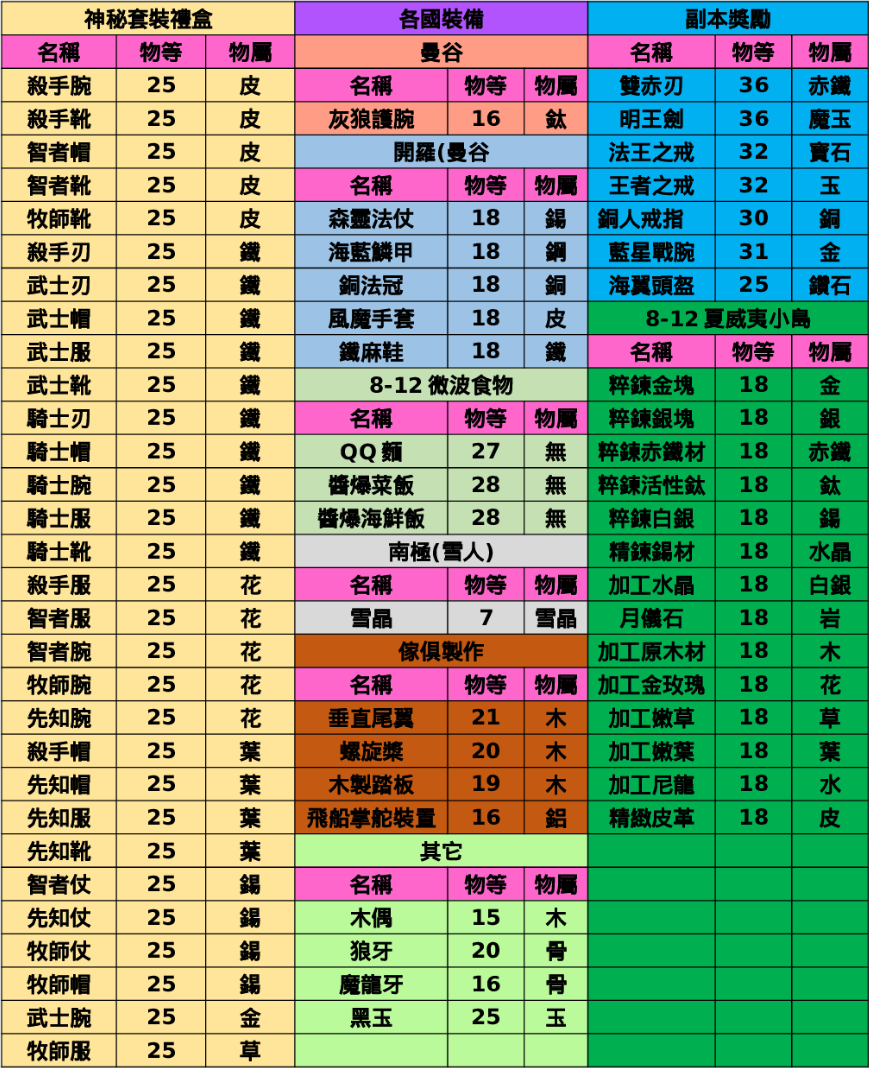 神秘套裝禮盒 各國裝備 副本獎勵
名稱 物等 物屬 曼谷 名稱 物等 物屬
殺手腕 25 皮 名稱 物等 物屬 雙赤刃 36 赤鐵
殺手靴 25 皮 灰狼護腕 16 鈦 明王劍 36 魔玉
智者帽 25 皮 開羅(曼谷 法王之戒 32 寶石
智者靴 25 皮 名稱 物等 物屬 王者之戒 32 玉
牧師靴 25 皮 森靈法仗 18 錫 銅人戒指 30 銅
殺手刃 25 鐵 海藍鱗甲 18 鋼 藍星戰腕 31 金
武士刃 25 鐵 銅法冠 18 銅 海翼頭盔 25 鑽石
武士帽 25 鐵 風魔手套 18 皮 8-12夏威夷小島
武士服 25 鐵 鐵麻鞋 18 鐵 名稱 物等 物屬
武士靴 25 鐵 8-12微波食物 粹鍊金塊 18 金
騎士刃 25 鐵 名稱 物等 物屬 粹鍊銀塊 18 銀
騎士帽 25 鐵 QQ麵 27 無 粹鍊赤鐵材 18 赤鐵
騎士腕 25 鐵 醬爆菜飯 28 無 粹鍊活性鈦 18 鈦
騎士服 25 鐵 醬爆海鮮飯 28 無 粹鍊白銀 18 錫
騎士靴 25 鐵 南極(雪人) 精鍊錫材 18 水晶
殺手服 25 花 名稱 物等 物屬 加工水晶 18 白銀
智者服 25 花 雪晶 7 雪晶 月儀石 18 岩
智者腕 25 花 傢俱製作 加工原木材 18 木
牧師腕 25 花 名稱 物等 物屬 加工金玫瑰 18 花
先知腕 25 花 垂直尾翼 21 木 加工嫩草 18 草
殺手帽 25 葉 螺旋槳 20 木 加工嫩葉 18 葉
先知帽 25 葉 木製踏板 19 木 加工尼龍 18 水
先知服 25 葉 飛船掌舵裝置 16 鋁 精緻皮革 18 皮
先知靴 25 葉 其它
智者仗 25 錫 名稱 物等 物屬
先知仗 25 錫 木偶 15 木
牧師仗 25 錫 狼牙 20 骨
牧師帽 25 錫 魔龍牙 16 骨
武士腕 25 金 黑玉 25 玉
牧師服 25 草